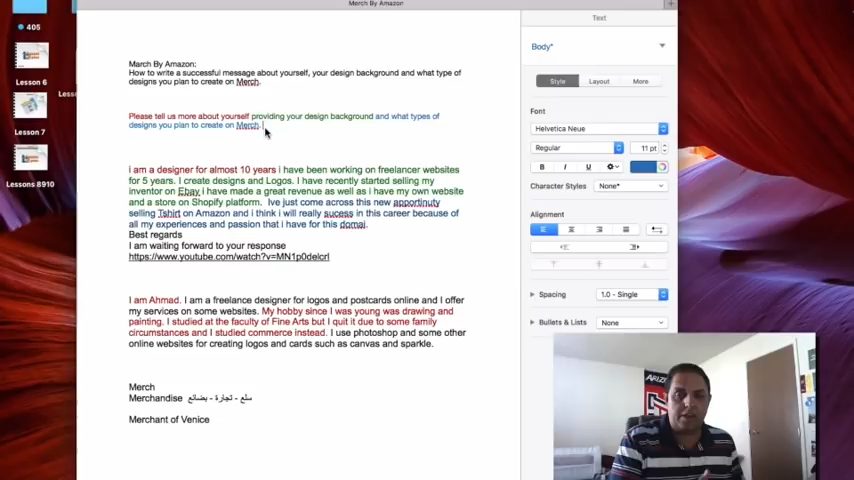 March By Amazon
405
Lesson 6
Lesso
Lesson 7
Lessons 8910
March By Amazon:
How to write a successful message about yourself, your design background and what type of
designs you plan to create on Merch.
Please tell us more about yourself providing your design background and what types of
designs you plan to create on Merch.
i am a designer for almost 10 years i have been working on freelancer websites
for 5 years. I create designs and Logos. I have recently started selling my
inventor on Ebay i have made a great revenue as well as i have my own website
and a store on Shopify platform. Ive just come across this new apportinuty
selling Tshirt on Amazon and i think i will really sucess in this career because of
all my experiences and passion that i have for this domai.
Best regards
I am waiting forward to your response
https://www.youtube.com/watch?v=MN1p0delcrI
I am Ahmad. I am a freelance designer for logos and postcards online and I offer
my services on some websites. My hobby since I was young was drawing and
painting. I studied at the faculty of Fine Arts but I quit it due to some family
circumstances and I studied commerce instead. I use photoshop and some other
online websites for creating logos and cards such as canvas and sparkle.
Merch
Merchandise سلع - تجارة - بضائع
Merchant of Venice
Text
Body*
Style
Layout
More
Font
Helvetica Neue
Regular
11 pt
B I U
Character Styles
None*
Alignment
Spacing
1.0 - Single
Bullets & Lists
None
ARIZ